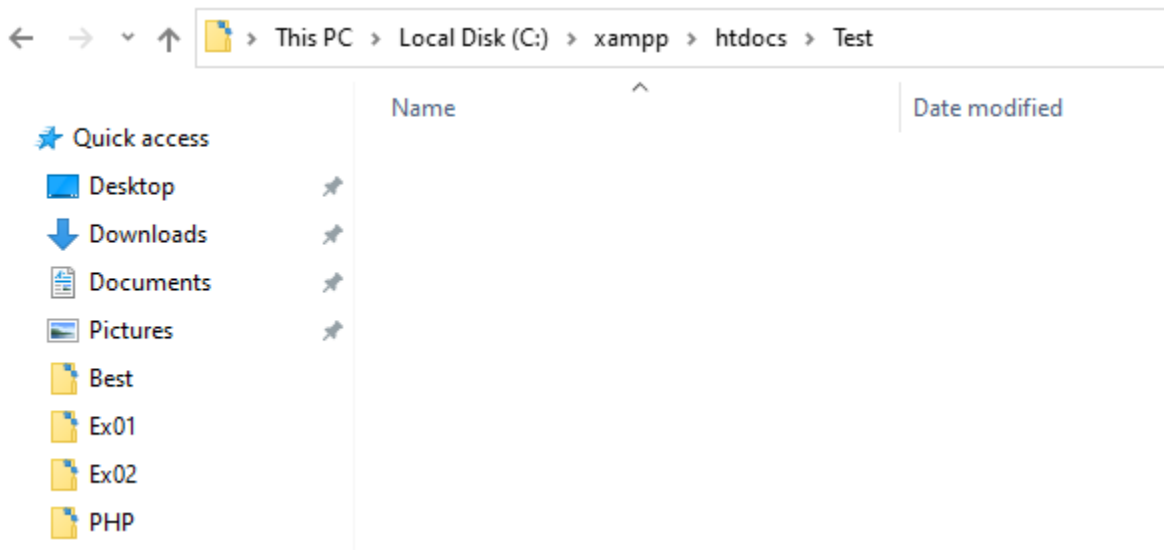 This PC > Local Disk (C:) > xampp > htdocs > Test
Name Date modified
Quick access
Desktop
Downloads
Documents
Pictures
Best
Ex01
Ex02
PHP